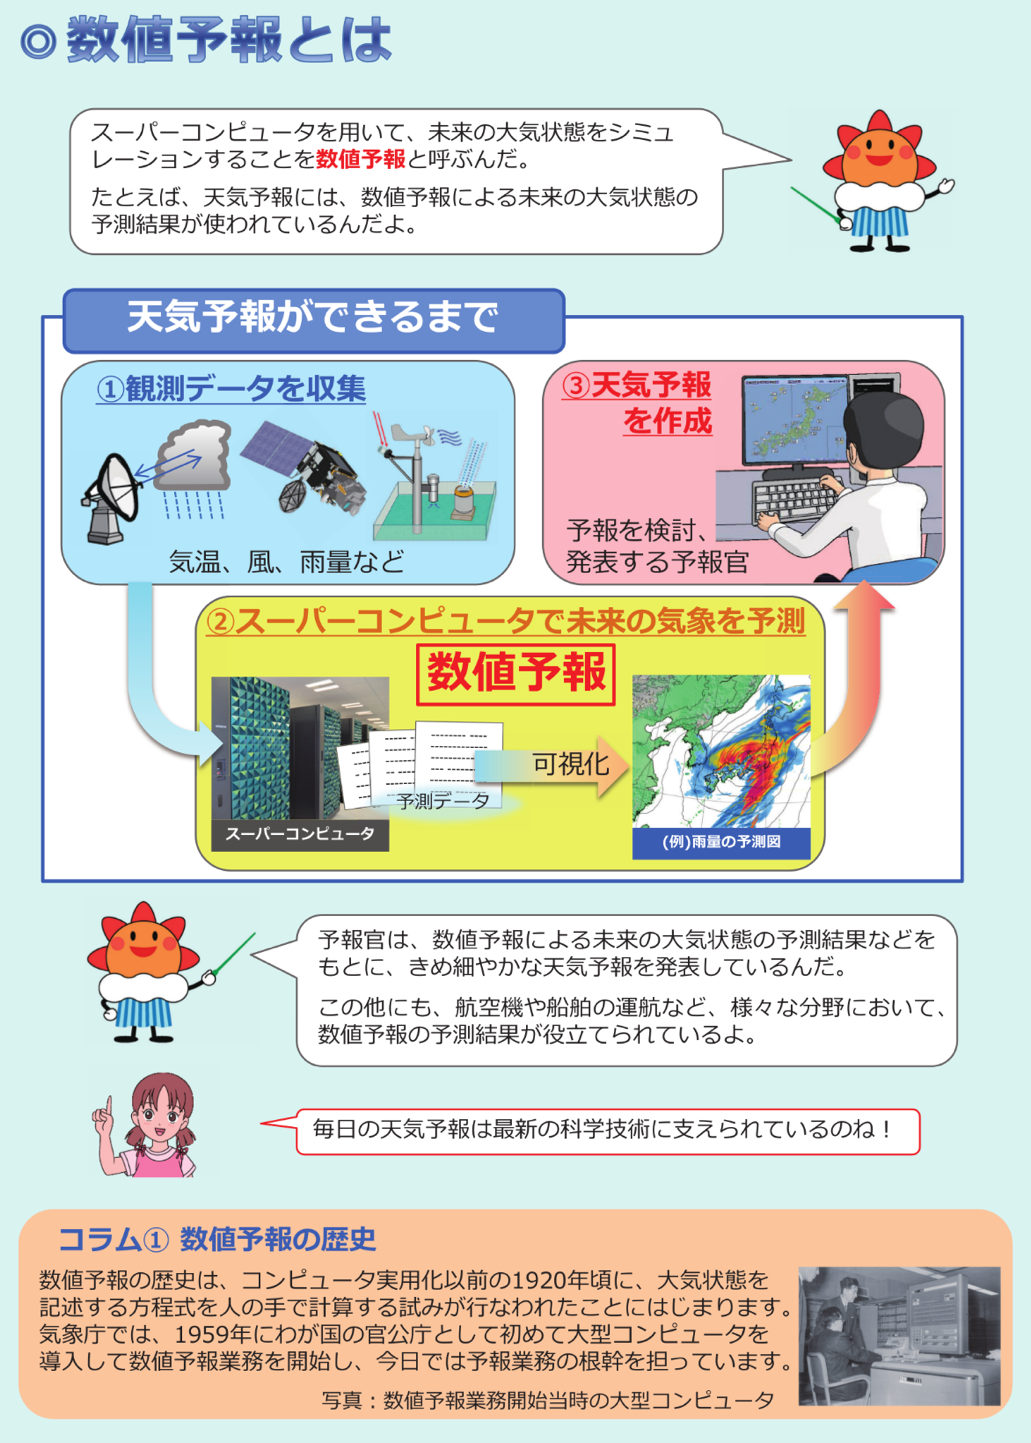 ◎数値予報とは
スーパーコンピュータを用いて、未来の大気状態をシミュ
レーションすることを数値予報と呼ぶんだ。
たとえば、天気予報には、数値予報による未来の大気状態の
予測結果が使われているんだよ。
天気予報ができるまで
①観測データを収集
気温、風、雨量など
③天気予報
を作成
予報を検討、
発表する予報官
②スーパーコンピュータで未来の気象を予測
数値予報
可視化
予測データ
スーパーコンピュータ
(例)雨量の予測図
予報官は、数値予報による未来の大気状態の予測結果などを
もとに、きめ細やかな天気予報を発表しているんだ。
この他にも、航空機や船舶の運航など、様々な分野において、
数値予報の予測結果が役立てられているよ。
毎日の天気予報は最新の科学技術に支えられているのね！
コラム① 数値予報の歴史
数値予報の歴史は、コンピュータ実用化以前の1920年頃に、大気状態を
記述する方程式を人の手で計算する試みが行なわれたことにはじまります。
気象庁では、1959年にわが国の官公庁として初めて大型コンピュータを
導入して数値予報業務を開始し、今日では予報業務の根幹を担っています。
写真：数値予報業務開始当時の大型コンピュータ